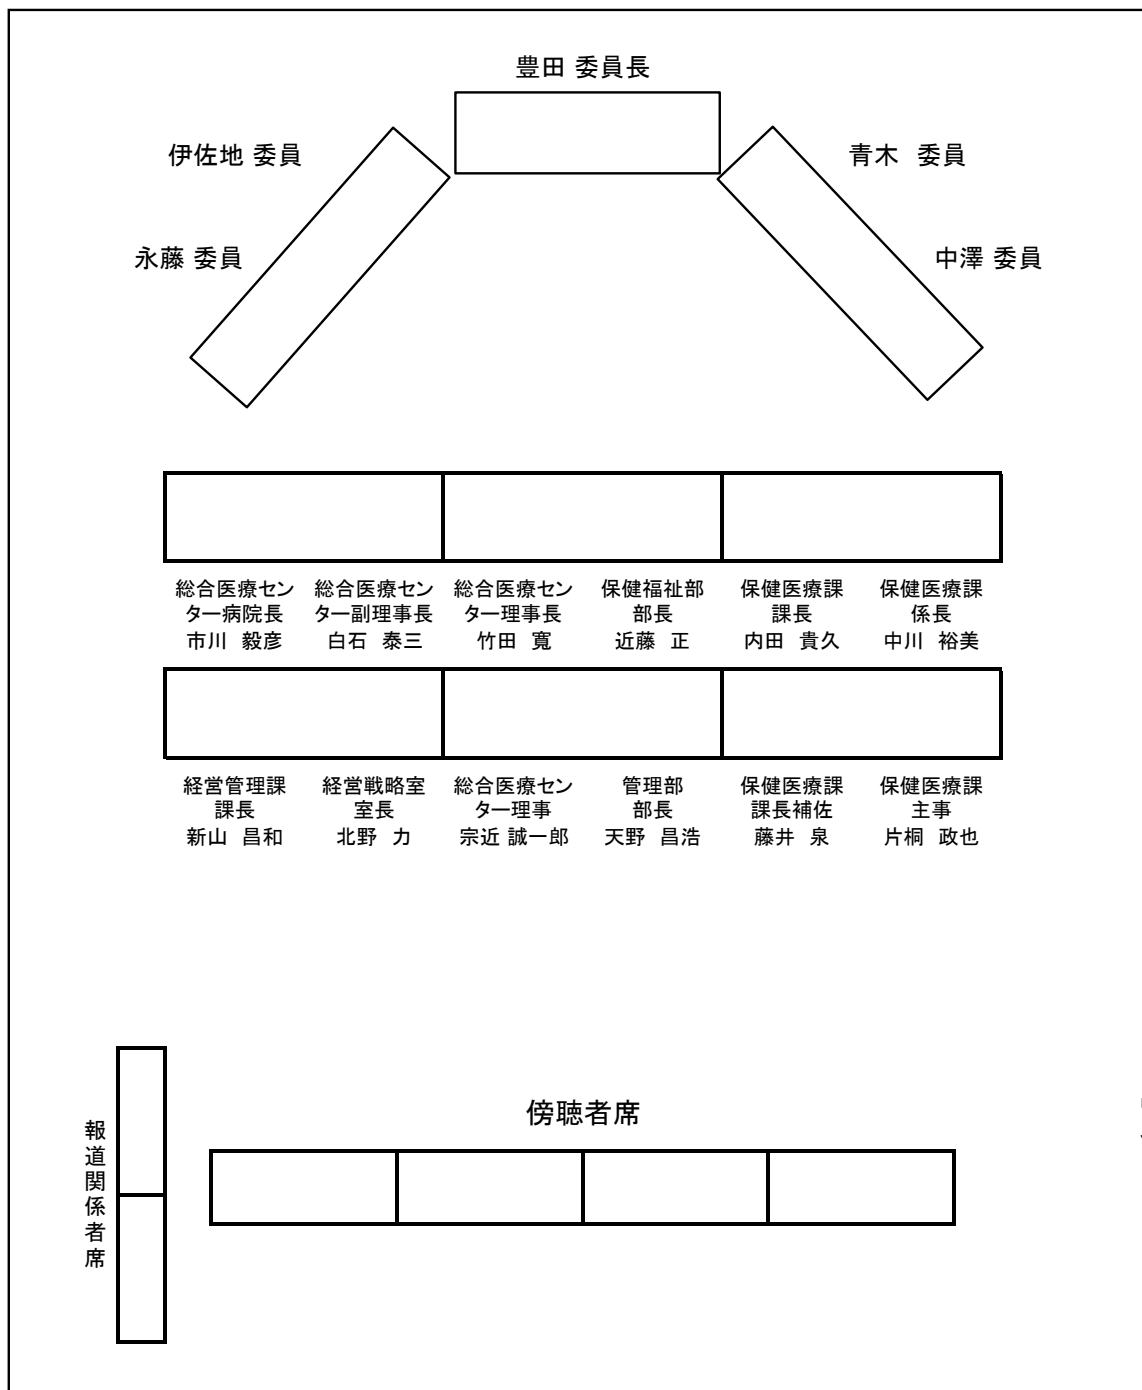 豊田 委員長
伊佐地 委員
青木 委員
永藤 委員
中澤 委員
総合医療セン
ター病院長
市川 毅彦
総合医療セン
ター副理事長
白石 泰三
総合医療セン
ター理事長
竹田 寬
保健福祉部
部長
近藤 正
保健医療課
課長
内田 貴久
保健医療課
係長
中川 裕美
経営管理課
課長
新山 昌和
経営戦略室
室長
北野 力
総合医療セン
ター理事
宗近 誠一郎
管理部
部長
天野 昌浩
保健医療課
課長補佐
藤井 泉
保健医療課
主事
片桐 政也
傍聴者席
報道関係者席